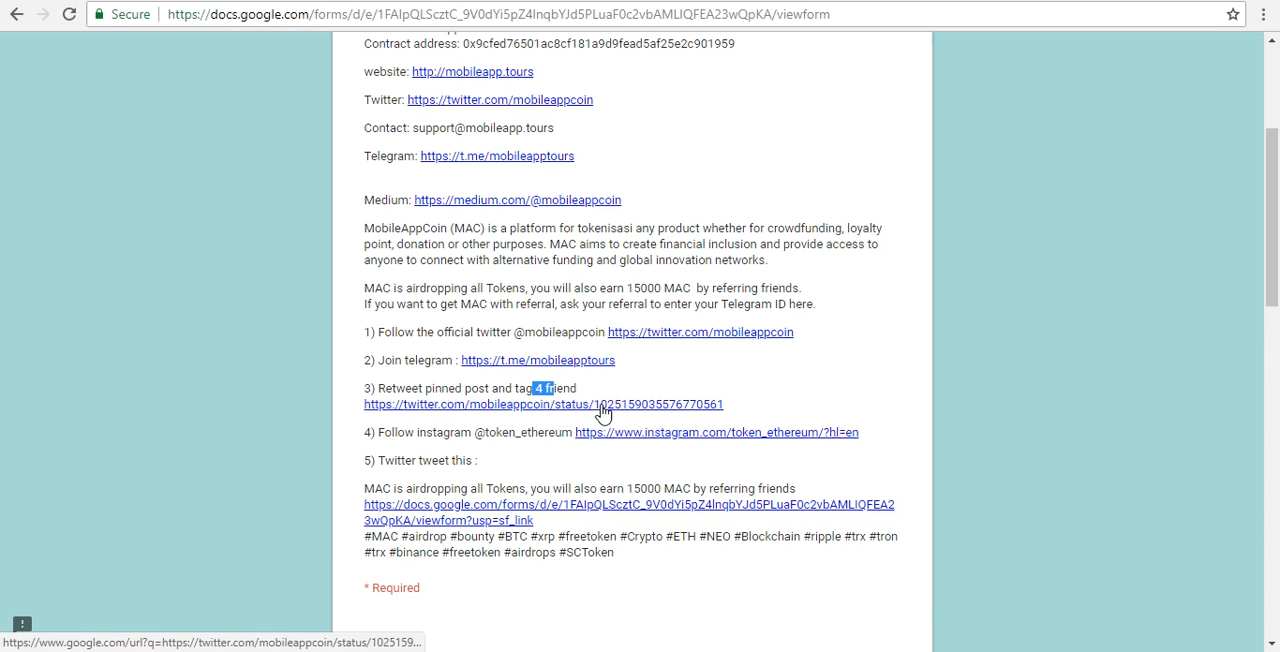 Secure https://docs.google.com/forms/d/e/1FAIpQLScztC_9V0dYi5pZ4lnqbYJd5PLuaF0c2vbAMLIQFEA23wQpKA/viewform
Contract address: 0x9cfed76501ac8cf181a9d9fead5af25e2c901959
website: http://mobileapp.tours
Twitter: https://twitter.com/mobileappcoin
Contact: support@mobileapp.tours
Telegram: https://t.me/mobileapptours
Medium: https://medium.com/@mobileappcoin
MobileAppCoin (MAC) is a platform for tokenisasi any product whether for crowdfunding, loyalty
point, donation or other purposes. MAC aims to create financial inclusion and provide access to
anyone to connect with alternative funding and global innovation networks.
MAC is airdropping all Tokens, you will also earn 15000 MAC by referring friends.
If you want to get MAC with referral, ask your referral to enter your Telegram ID here.
1) Follow the official twitter @mobileappcoin https://twitter.com/mobileappcoin
2) Join telegram : https://t.me/mobileapptours
3) Retweet pinned post and tag 4 friend
https://twitter.com/mobileappcoin/status/1025159035576770561
4) Follow instagram @token_ethereum https://www.instagram.com/token_ethereum/?hl=en
5) Twitter tweet this :
MAC is airdropping all Tokens, you will also earn 15000 MAC by referring friends
https://docs.google.com/forms/d/e/1FAIpQLScztC_9V0dYi5pZ4lnqbYJd5PLuaF0c2vbAMLIQFEA2
3wQpKA/viewform?usp=sf_link
#MAC #airdrop #bounty #BTC #xrp #freetoken #Crypto #ETH #NEO #Blockchain #ripple #trx #tron
#trx #binance #freetoken #airdrops #SCToken
* Required
https://www.google.com/url?q=https://twitter.com/mobileappcoin/status/1025159...